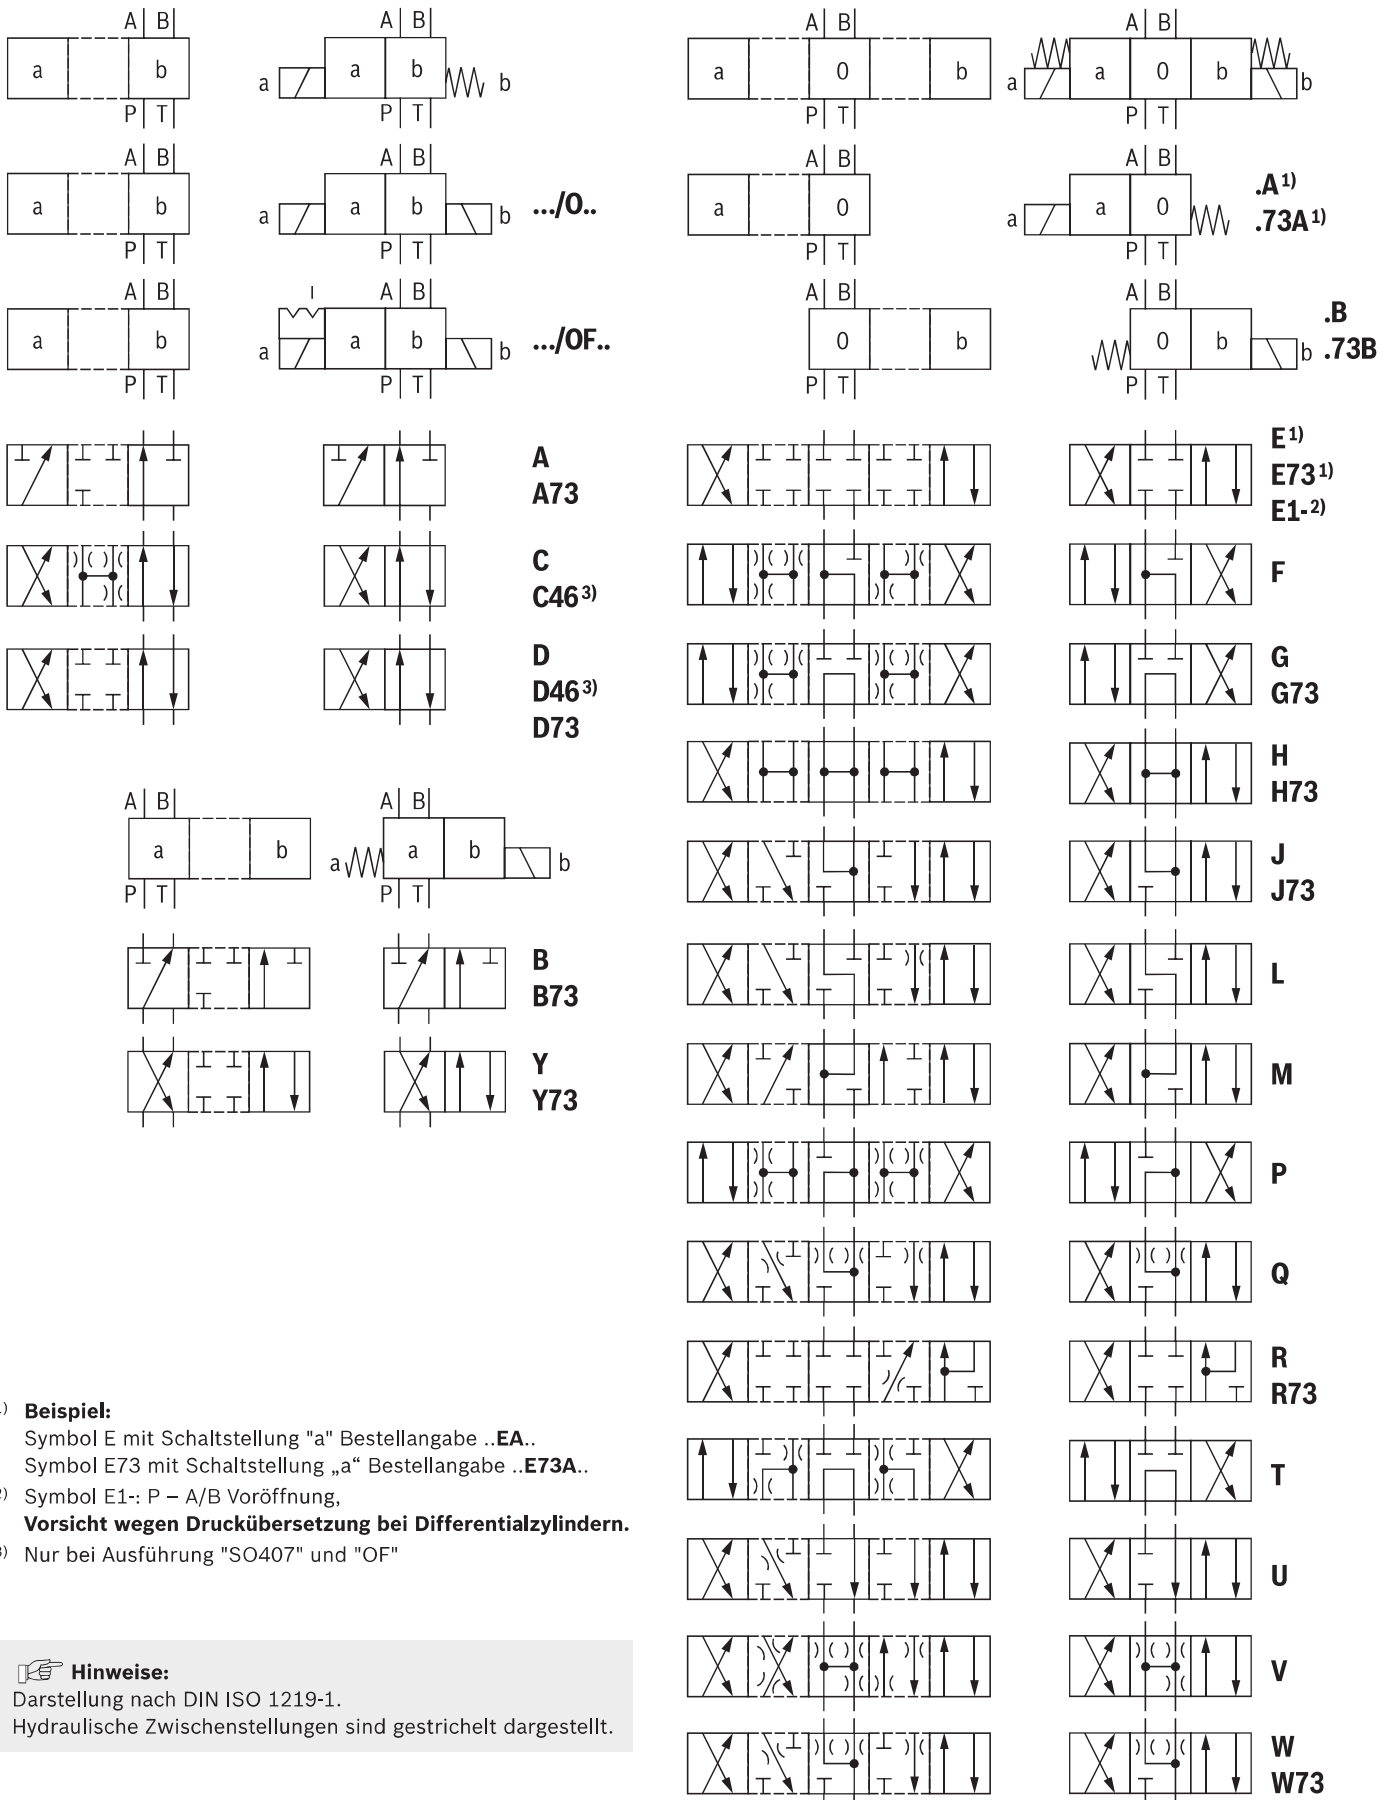 A B
a b
P T
A B
a a b b
P T
A B
a b
P T
A B
a a b b
P T
.../O..
A B
a b
P T
I A B
a a b b
P T
.../OF..
A
A73
C
C46 3)
D
D46 3)
D73
A B
a b
P T
A B
a a b b
P T
B
B73
Y
Y73
A B
a 0 b
P T
A B
a a 0 b b
P T
A B
a 0
P T
A B
a a 0
P T
.A 1)
.73A 1)
A B
0 b
P T
A B
0 b b
P T
.B
.73B
E 1)
E73 1)
E1- 2)
F
G
G73
H
H73
J
J73
L
M
P
Q
R
R73
T
U
V
W
W73
) Beispiel:
Symbol E mit Schaltstellung "a" Bestellangabe ..EA..
Symbol E73 mit Schaltstellung „a“ Bestellangabe ..E73A..
2) Symbol E1-: P – A/B Voröffnung,
Vorsicht wegen Druckübersetzung bei Differentialzylindern.
3) Nur bei Ausführung "SO407" und "OF"
Hinweise:
Darstellung nach DIN ISO 1219-1.
Hydraulische Zwischenstellungen sind gestrichelt dargestellt.